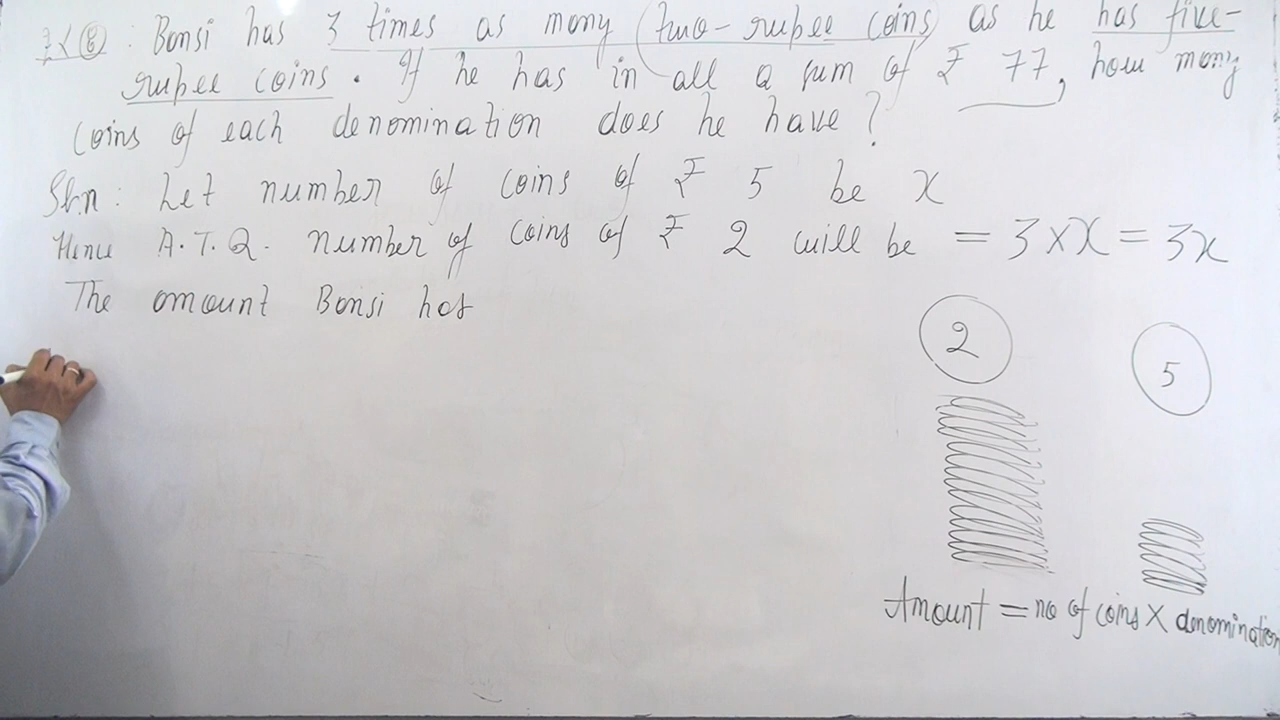 Ex 6 : Bansi has 3 times as many two-rupee coins as he has five-
rupee coins. If he has in all a sum of ₹ 77, how many
coins of each denomination does he have?
Sln : Let number of coins of ₹ 5 be x
Hence A.T.Q. number of coins of ₹ 2 will be = 3 × x = 3x
The amount Bansi has
2
5
Amount = no of coins × denomination